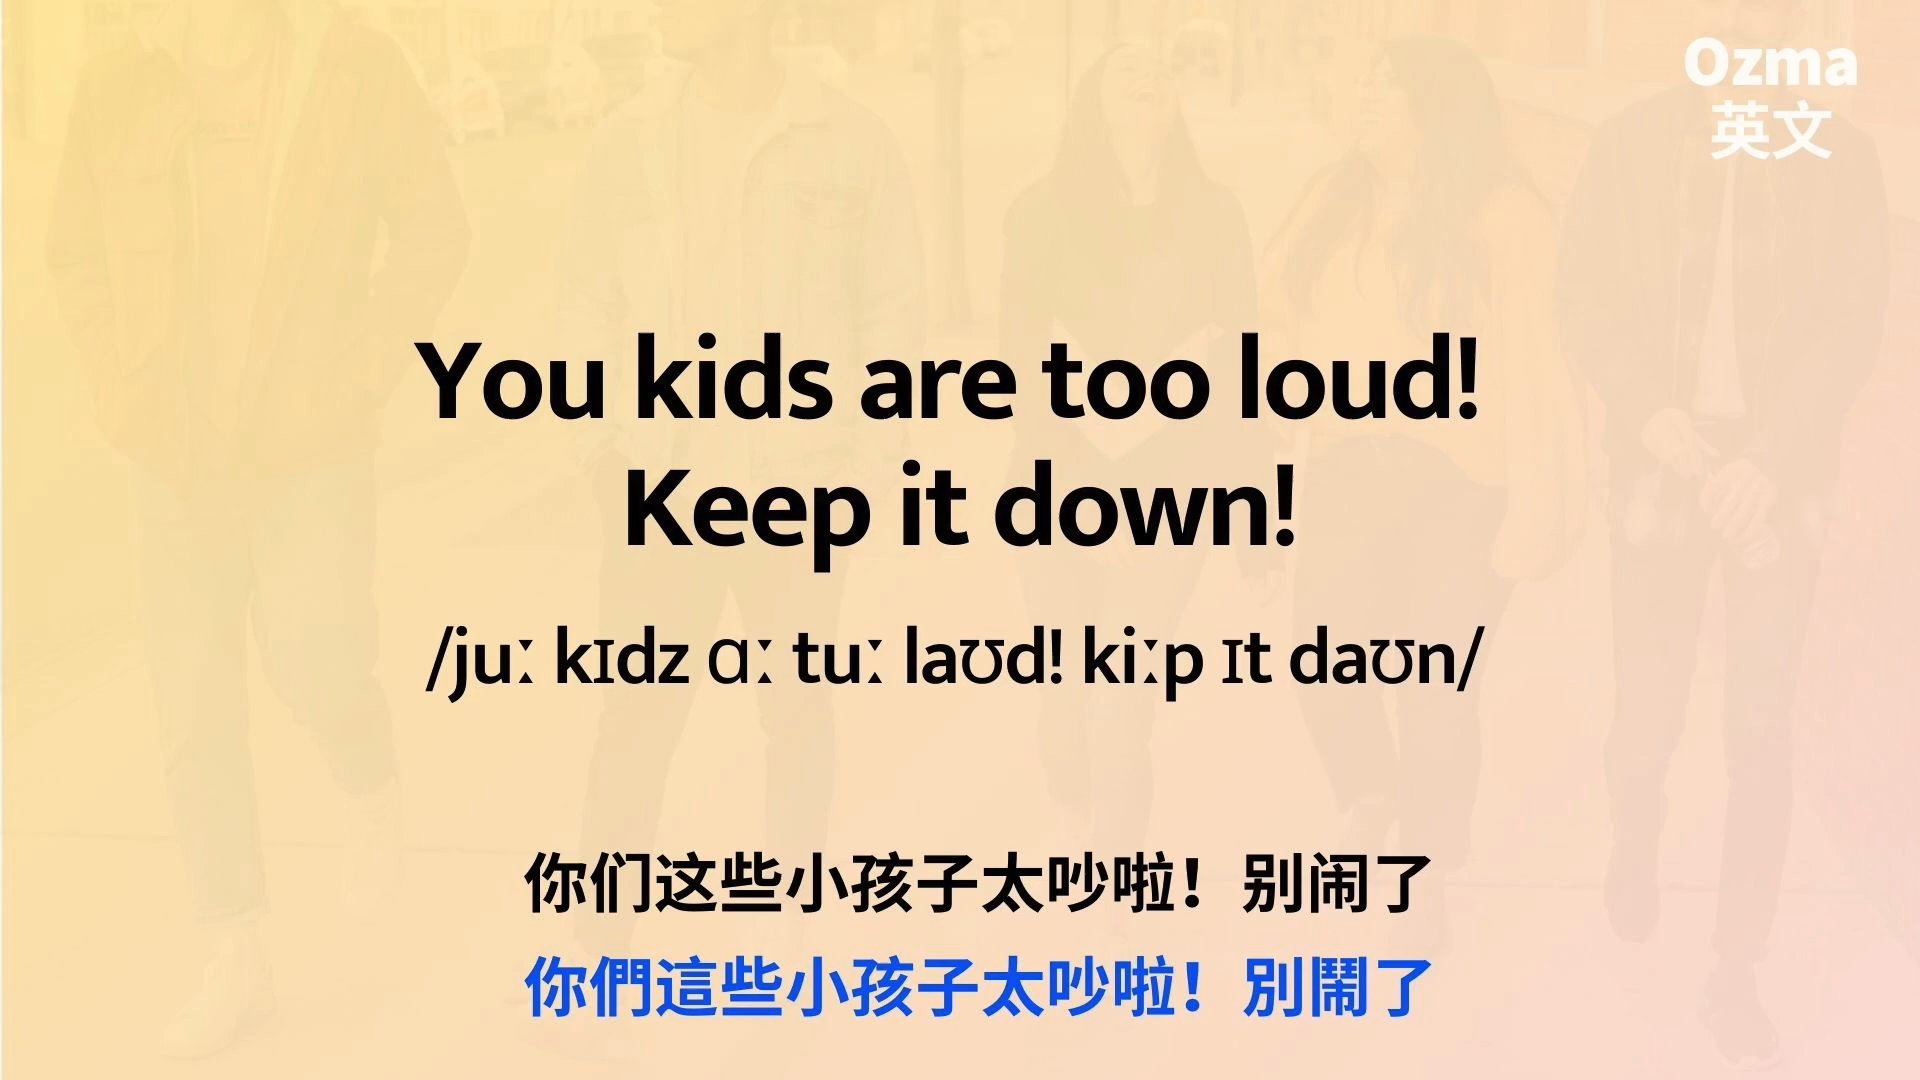 Ozma
英文
You kids are too loud!
Keep it down!
/juː kɪdz ɑː tuː laʊd! kiːp ɪt daʊn/
你们这些小孩子太吵啦！别闹了
你們這些小孩子太吵啦！別鬧了